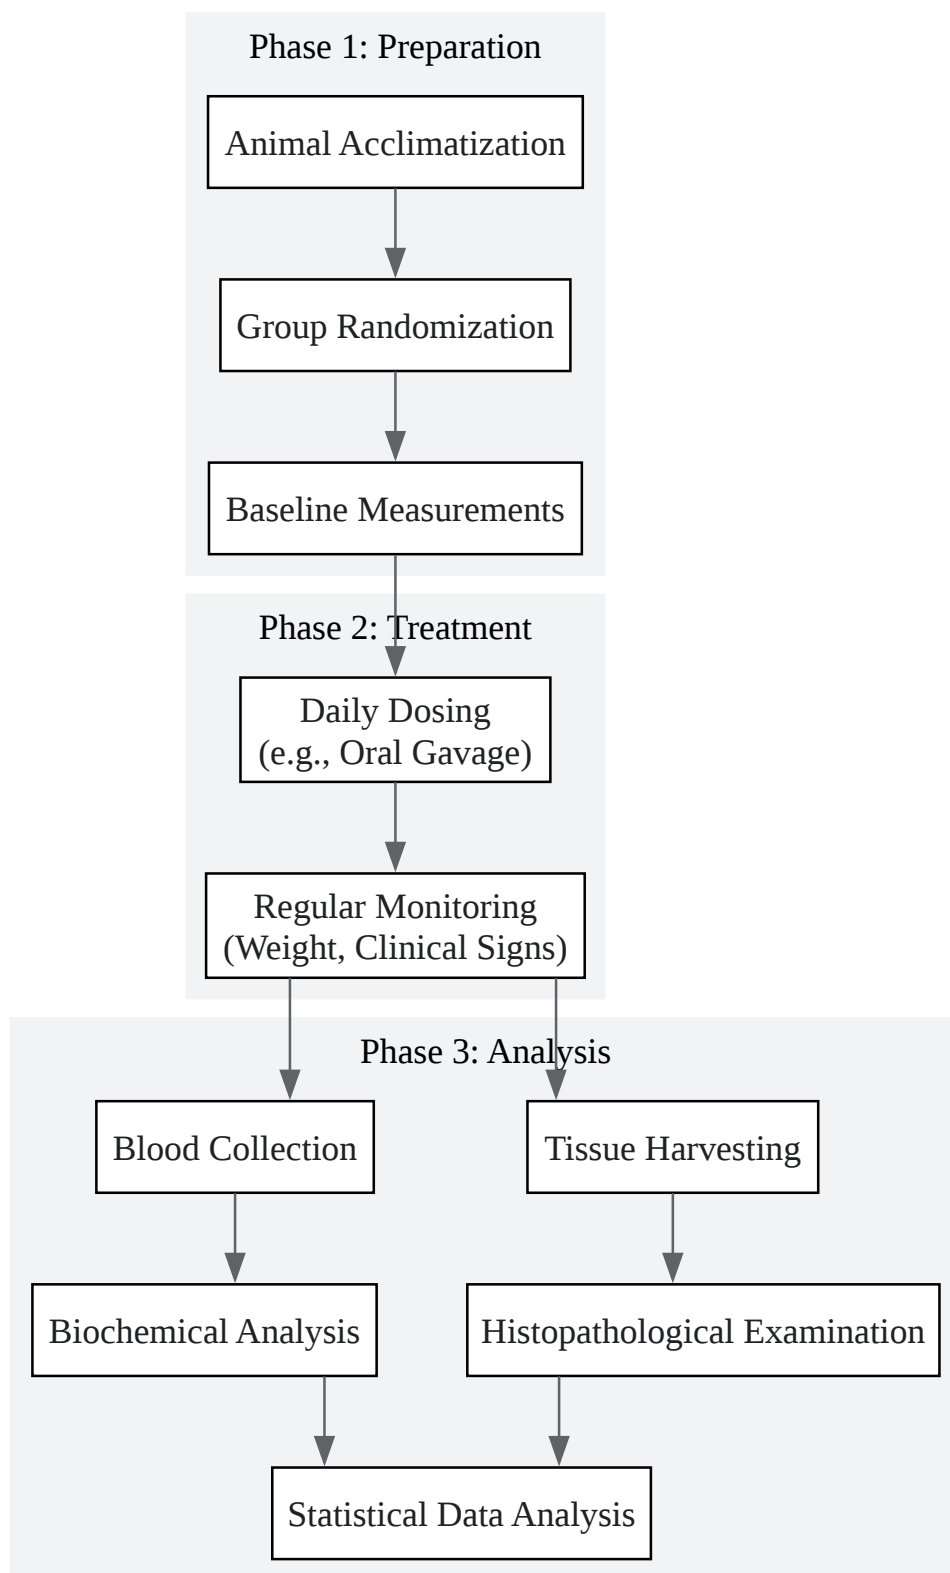 Phase 1: Preparation
Animal Acclimatization
Group Randomization
Baseline Measurements
Phase 2: Treatment
Daily Dosing
(e.g., Oral Gavage)
Regular Monitoring
(Weight, Clinical Signs)
Phase 3: Analysis
Blood Collection
Tissue Harvesting
Biochemical Analysis
Histopathological Examination
Statistical Data Analysis